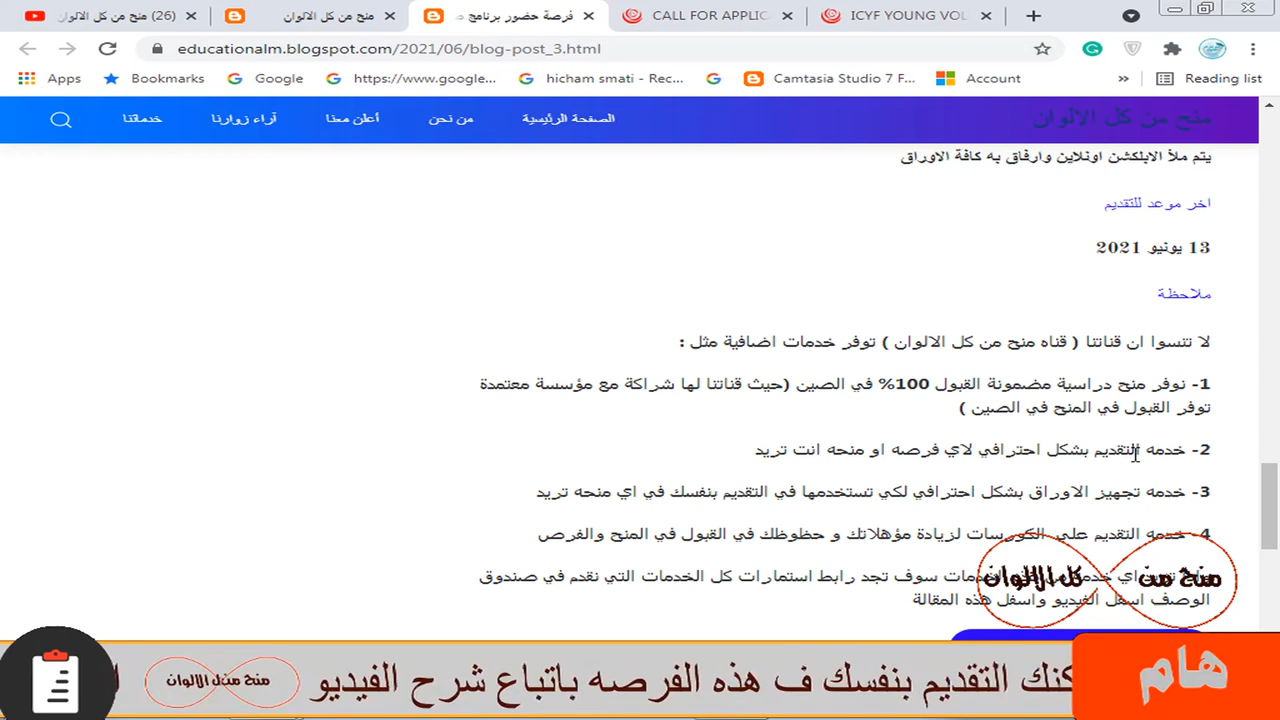 (26) منح من كل الالوان
منح من كل الالوان
فرصة حضور برنامج
CALL FOR APPLIC
ICYF YOUNG VOL
educationalm.blogspot.com/2021/06/blog-post_3.html
Apps
Bookmarks
Google
https://www.google...
hicham smati - Rec...
Camtasia Studio 7 F...
Account
»
Reading list
منح من كل الالوان
الصفحة الرئيسية
من نحن
أعلن معنا
آراء زوارنا
خدماتنا
يتم ملأ الابلكشن اونلاين وارفاق به كافة الاوراق
اخر موعد للتقديم
13 يونيو 2021
ملاحظة
لا تنسوا ان قناتنا ( قناه منح من كل الالوان ) توفر خدمات اضافية مثل :
1- نوفر منح دراسية مضمونة القبول 100% في الصين (حيث قناتنا لها شراكة مع مؤسسة معتمدة
توفر القبول في المنح في الصين )
2- خدمه التقديم بشكل احترافي لاي فرصه او منحه انت تريد
3- خدمه تجهيز الاوراق بشكل احترافي لكي تستخدمها في التقديم بنفسك في اي منحه تريد
4- خدمه التقديم علي الكورسات لزيادة مؤهلاتك و حظوظك في القبول في المنح والفرص
تريد اي خدمة من هذه الخدمات سوف تجد رابط استمارات كل الخدمات التي نقدم في صندوق
الوصف اسفل الفيديو واسفل هذه المقالة
منح من كل الالوان
هام
كنك التقديم بنفسك ف هذه الفرصه باتباع شرح الفيديو
منح من كل الالوان